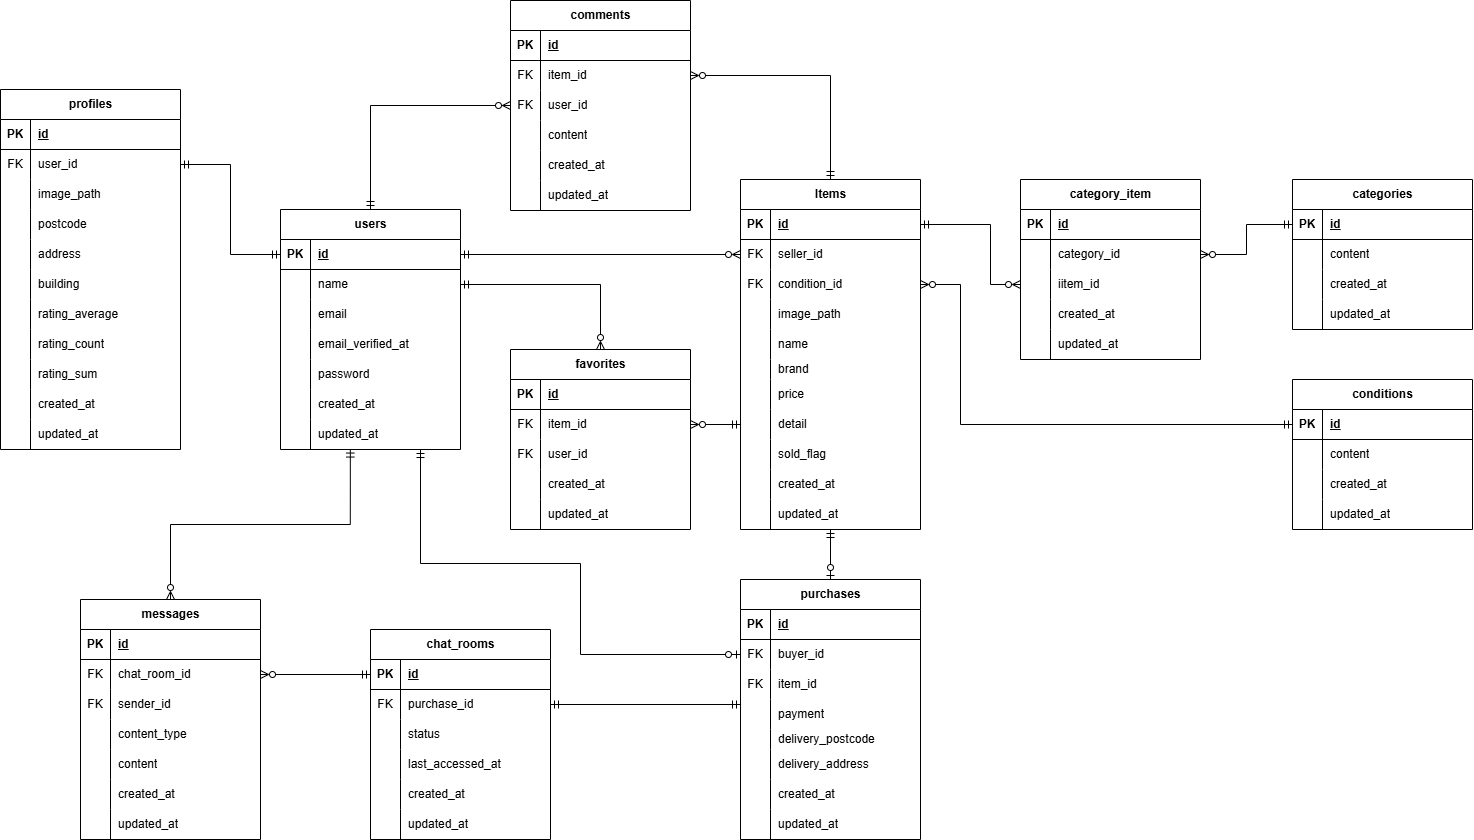 comments
PK id
FK item_id
FK user_id
content
created_at
updated_at
profiles
PK id
FK user_id
image_path
postcode
address
building
rating_average
rating_count
rating_sum
created_at
updated_at
users
PK id
name
email
email_verified_at
password
created_at
updated_at
Items
PK id
FK seller_id
FK condition_id
image_path
name
brand
price
detail
sold_flag
created_at
updated_at
category_item
PK id
category_id
iitem_id
created_at
updated_at
categories
PK id
content
created_at
updated_at
favorites
PK id
FK item_id
FK user_id
created_at
updated_at
conditions
PK id
content
created_at
updated_at
messages
PK id
FK chat_room_id
FK sender_id
content_type
content
created_at
updated_at
chat_rooms
PK id
FK purchase_id
status
last_accessed_at
created_at
updated_at
purchases
PK id
FK buyer_id
FK item_id
payment
delivery_postcode
delivery_address
created_at
updated_at